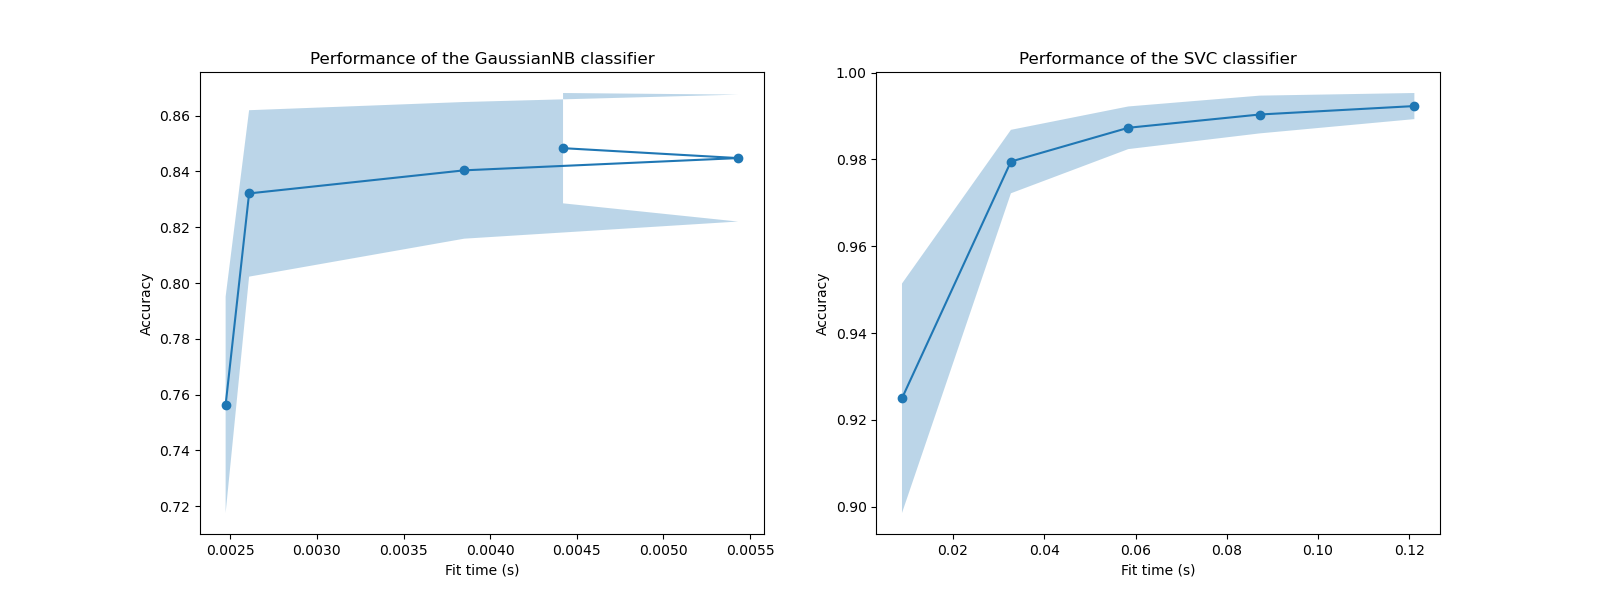 Performance of the GaussianNB classifier
Accuracy
0.86
0.84
0.82
0.80
0.78
0.76
0.74
0.72
0.0025 0.0030 0.0035 0.0040 0.0045 0.0050 0.0055
Fit time (s)
Performance of the SVC classifier
Accuracy
1.00
0.98
0.96
0.94
0.92
0.90
0.02 0.04 0.06 0.08 0.10 0.12
Fit time (s)